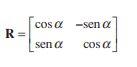 R = [cos α −sen α
sen α cos α]